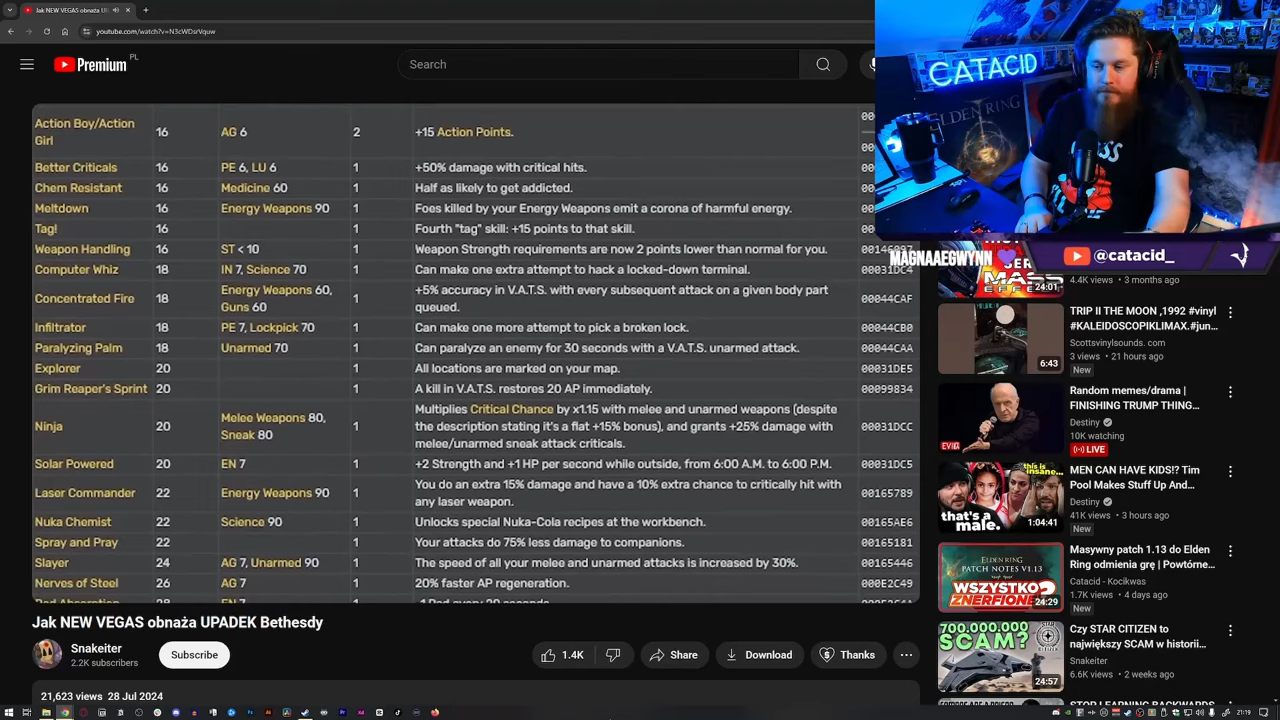 Jak NEW VEGAS obnaża UP
youtube.com/watch?v=N3cWDsrVquw
Premium PL
Search
Action Boy/Action Girl 16 AG 6 2 +15 Action Points.
Better Criticals 16 PE 6, LU 6 1 +50% damage with critical hits.
Chem Resistant 16 Medicine 60 1 Half as likely to get addicted.
Meltdown 16 Energy Weapons 90 1 Foes killed by your Energy Weapons emit a corona of harmful energy.
Tag! 16 1 Fourth "tag" skill: +15 points to that skill.
Weapon Handling 16 ST < 10 1 Weapon Strength requirements are now 2 points lower than normal for you.
Computer Whiz 18 IN 7, Science 70 1 Can make one extra attempt to hack a locked-down terminal. 00031DC4
Concentrated Fire 18 Energy Weapons 60, Guns 60 1 +5% accuracy in V.A.T.S. with every subsequent attack on a given body part queued. 00044CAF
Infiltrator 18 PE 7, Lockpick 70 1 Can make one more attempt to pick a broken lock. 00044CB0
Paralyzing Palm 18 Unarmed 70 1 Can paralyze an enemy for 30 seconds with a V.A.T.S. unarmed attack. 00044CAA
Explorer 20 1 All locations are marked on your map. 00031DE5
Grim Reaper's Sprint 20 1 A kill in V.A.T.S. restores 20 AP immediately. 00099834
Ninja 20 Melee Weapons 80, Sneak 80 1 Multiplies Critical Chance by x1.15 with melee and unarmed weapons (despite the description stating it's a flat +15% bonus), and grants +25% damage with melee/unarmed sneak attack criticals. 00031DCC
Solar Powered 20 EN 7 1 +2 Strength and +1 HP per second while outside, from 6:00 A.M. to 6:00 P.M. 00031DC5
Laser Commander 22 Energy Weapons 90 1 You do an extra 15% damage and have a 10% extra chance to critically hit with any laser weapon. 00165789
Nuka Chemist 22 Science 90 1 Unlocks special Nuka-Cola recipes at the workbench. 00165AE6
Spray and Pray 22 1 Your attacks do 75% less damage to companions. 00165181
Slayer 24 AG 7, Unarmed 90 1 The speed of all your melee and unarmed attacks is increased by 30%. 00165446
Nerves of Steel 26 AG 7 1 20% faster AP regeneration. 000E2C49
Jak NEW VEGAS obnaża UPADEK Bethesdy
Snakeiter
2.2K subscribers
Subscribe
1.4K
Share
Download
Thanks
21,623 views 28 Jul 2024
CATACID
ELDEN RING
MAGNAAEGWYNN
@catacid_
MASS
24:01
4.4K views • 3 months ago
TRIP II THE MOON ,1992 #vinyl
#KALEIDOSCOPIKLIMAX.#jun...
Scottsvinylsounds. com
3 views • 21 hours ago
New
6:43
Random memes/drama |
FINISHING TRUMP THING...
Destiny
10K watching
LIVE
this is insane...
that's a male.
1:04:41
MEN CAN HAVE KIDS!? Tim
Pool Makes Stuff Up And...
Destiny
41K views • 3 hours ago
New
ELDEN RING
PATCH NOTES V1.13
WSZYSTKO
ZNERFIONE?
24:29
Masywny patch 1.13 do Elden
Ring odmienia grę | Powtórne...
Catacid - Kocikwas
1.7K views • 4 days ago
New
700.000.000
SCAM?
24:57
Czy STAR CITIZEN to
największy SCAM w historii...
Snakeiter
6.6K views • 2 weeks ago
21:19